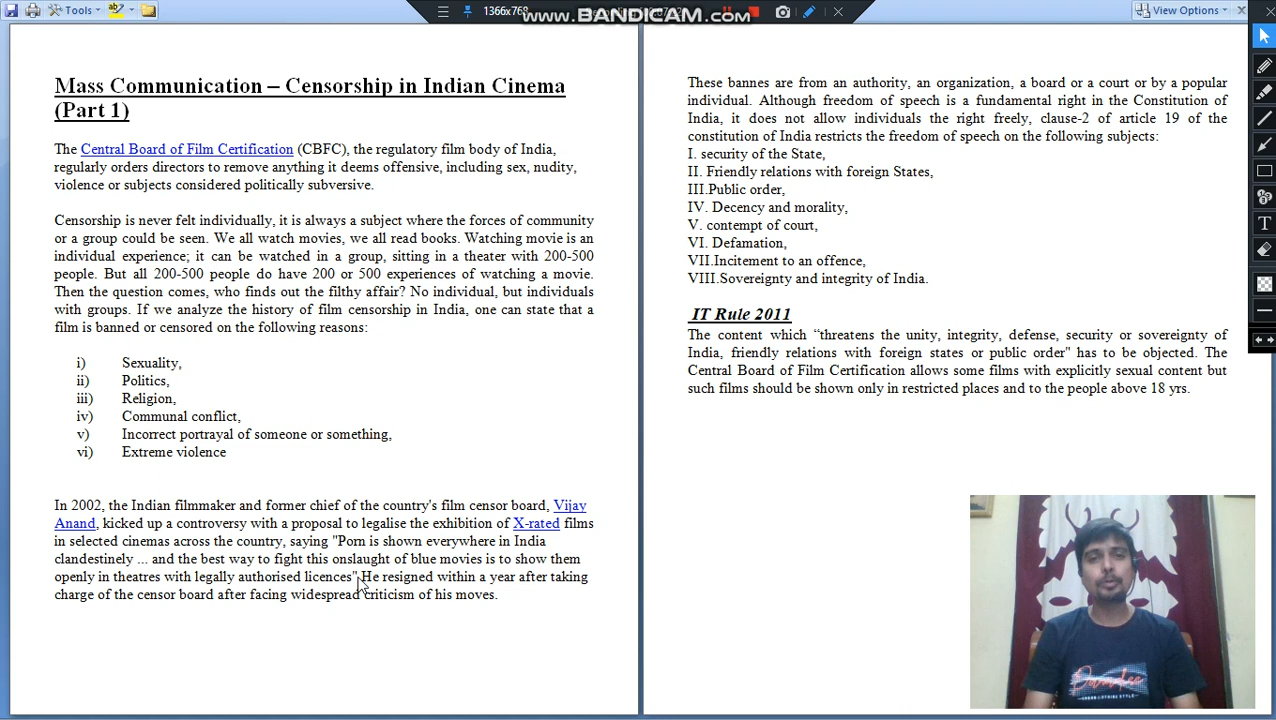 Tools
1366x768
www.BANDICAM.com
View Options
Mass Communication – Censorship in Indian Cinema
(Part 1)
The Central Board of Film Certification (CBFC), the regulatory film body of India,
regularly orders directors to remove anything it deems offensive, including sex, nudity,
violence or subjects considered politically subversive.
Censorship is never felt individually, it is always a subject where the forces of community
or a group could be seen. We all watch movies, we all read books. Watching movie is an
individual experience; it can be watched in a group, sitting in a theater with 200-500
people. But all 200-500 people do have 200 or 500 experiences of watching a movie.
Then the question comes, who finds out the filthy affair? No individual, but individuals
with groups. If we analyze the history of film censorship in India, one can state that a
film is banned or censored on the following reasons:
i) Sexuality,
ii) Politics,
iii) Religion,
iv) Communal conflict,
v) Incorrect portrayal of someone or something,
vi) Extreme violence
In 2002, the Indian filmmaker and former chief of the country's film censor board, Vijay
Anand, kicked up a controversy with a proposal to legalise the exhibition of X-rated films
in selected cinemas across the country, saying "Porn is shown everywhere in India
clandestinely ... and the best way to fight this onslaught of blue movies is to show them
openly in theatres with legally authorised licences" He resigned within a year after taking
charge of the censor board after facing widespread criticism of his moves.
These bannes are from an authority, an organization, a board or a court or by a popular
individual. Although freedom of speech is a fundamental right in the Constitution of
India, it does not allow individuals the right freely, clause-2 of article 19 of the
constitution of India restricts the freedom of speech on the following subjects:
I. security of the State,
II. Friendly relations with foreign States,
III.Public order,
IV. Decency and morality,
V. contempt of court,
VI. Defamation,
VII.Incitement to an offence,
VIII.Sovereignty and integrity of India.
IT Rule 2011
The content which “threatens the unity, integrity, defense, security or sovereignty of
India, friendly relations with foreign states or public order" has to be objected. The
Central Board of Film Certification allows some films with explicitly sexual content but
such films should be shown only in restricted places and to the people above 18 yrs.